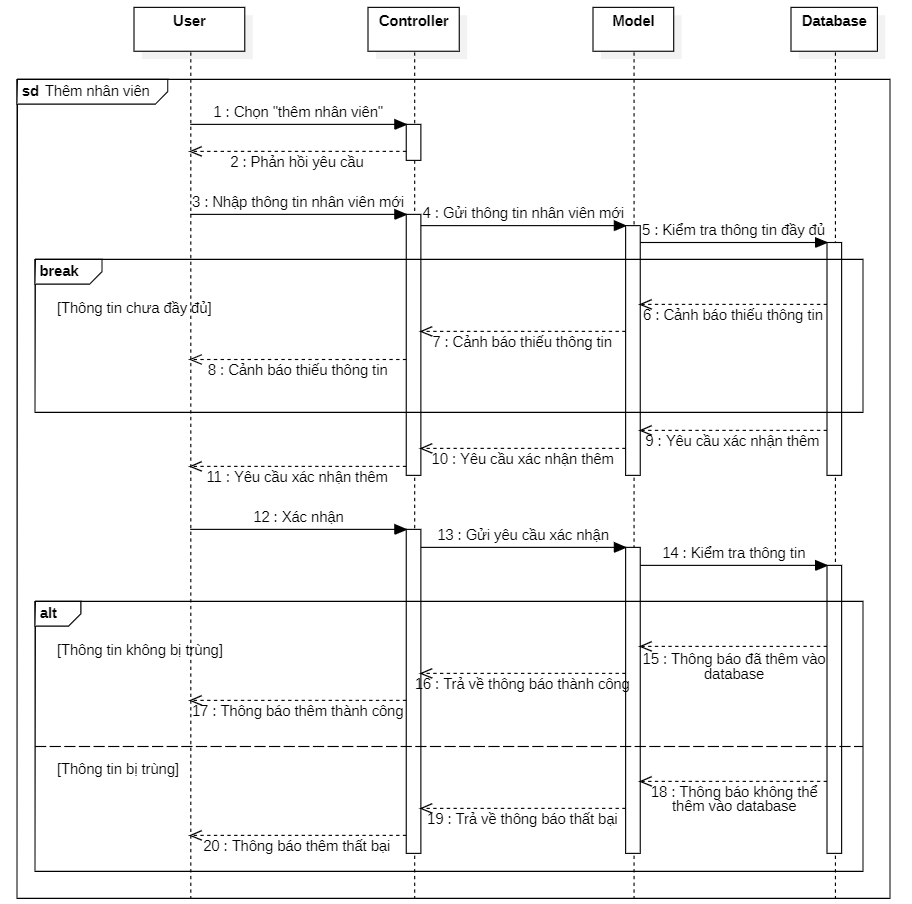 User
Controller
Model
Database
sd Thêm nhân viên
1 : Chọn "thêm nhân viên"
2 : Phản hồi yêu cầu
3 : Nhập thông tin nhân viên mới
4 : Gửi thông tin nhân viên mới
5 : Kiểm tra thông tin đầy đủ
break
[Thông tin chưa đầy đủ]
6 : Cảnh báo thiếu thông tin
7 : Cảnh báo thiếu thông tin
8 : Cảnh báo thiếu thông tin
9 : Yêu cầu xác nhận thêm
10 : Yêu cầu xác nhận thêm
11 : Yêu cầu xác nhận thêm
12 : Xác nhận
13 : Gửi yêu cầu xác nhận
14 : Kiểm tra thông tin
alt
[Thông tin không bị trùng]
15 : Thông báo đã thêm vào
database
16 : Trả về thông báo thành công
17 : Thông báo thêm thành công
[Thông tin bị trùng]
18 : Thông báo không thể
thêm vào database
19 : Trả về thông báo thất bại
20 : Thông báo thêm thất bại